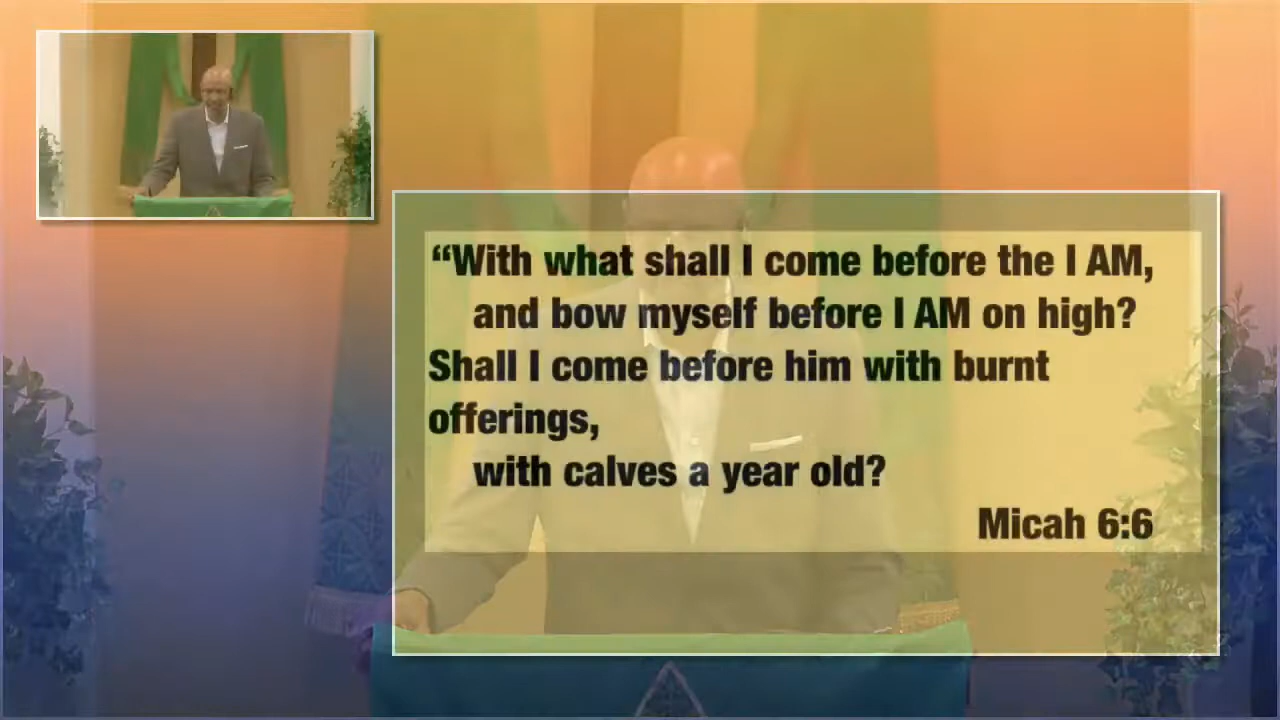 “With what shall I come before the I AM,
and bow myself before I AM on high?
Shall I come before him with burnt
offerings,
with calves a year old?
Micah 6:6